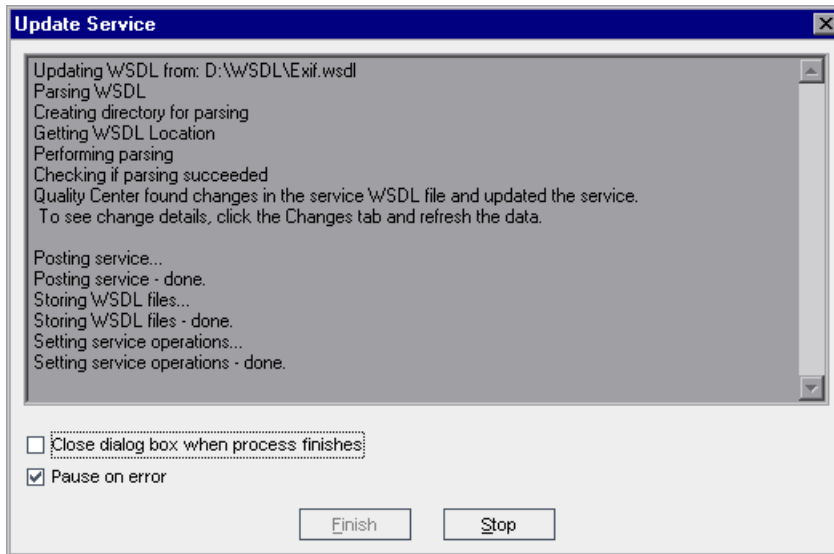 Update Service
Updating WSDL from: D:\WSDL\Exif.wsdl
Parsing WSDL
Creating directory for parsing
Getting WSDL Location
Performing parsing
Checking if parsing succeeded
Quality Center found changes in the service WSDL file and updated the service.
To see change details, click the Changes tab and refresh the data.
Posting service...
Posting service - done.
Storing WSDL files...
Storing WSDL files - done.
Setting service operations...
Setting service operations - done.
Close dialog box when process finishes
Pause on error
Finish
Stop